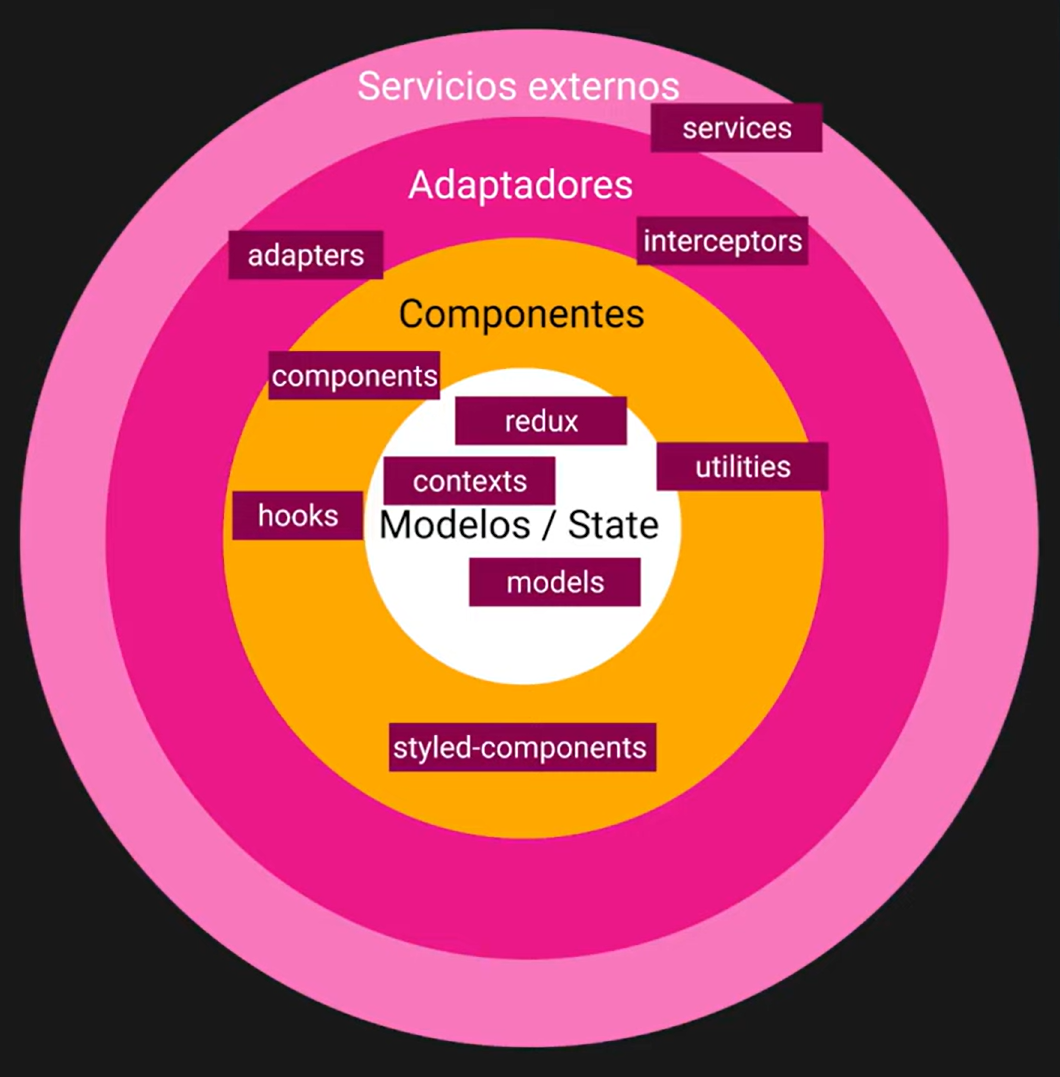 Servicios externos
services
Adaptadores
interceptors
adapters
Componentes
components
redux
utilities
contexts
hooks
Modelos / State
models
styled-components